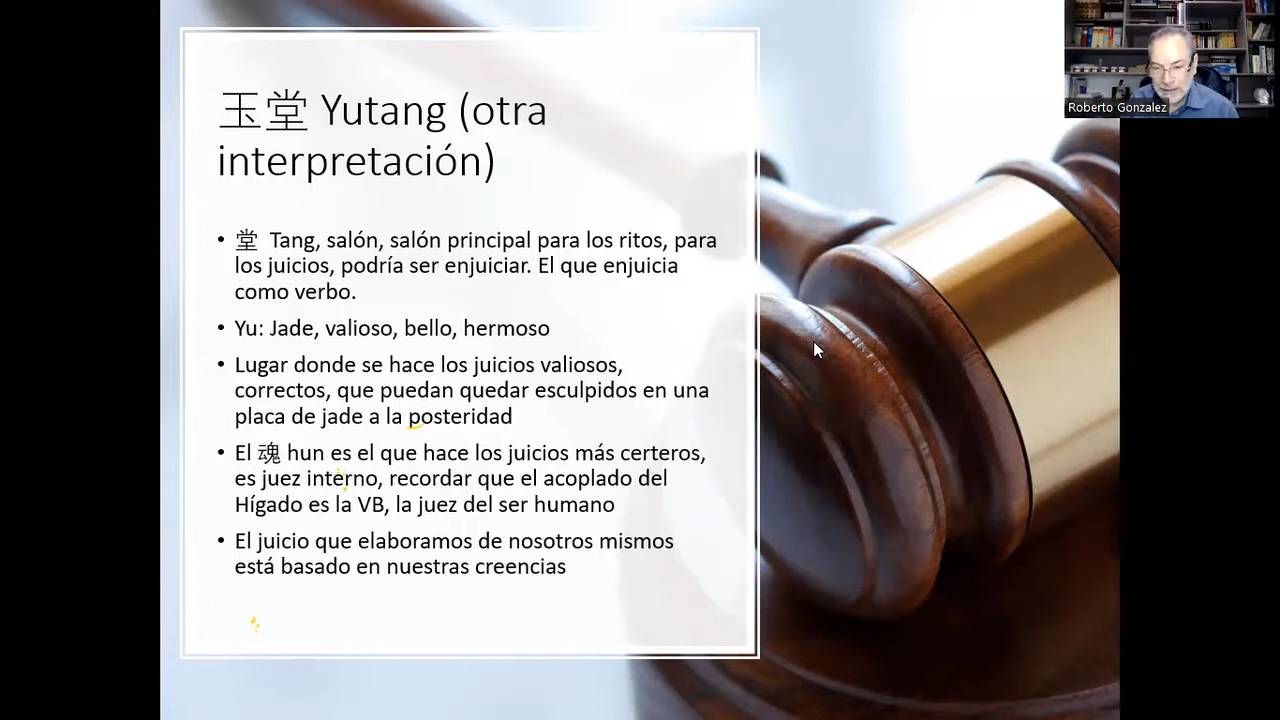 玉堂 Yutang (otra
interpretación)
• 堂 Tang, salón, salón principal para los ritos, para
los juicios, podría ser enjuiciar. El que enjuicia
como verbo.
• Yu: Jade, valioso, bello, hermoso
• Lugar donde se hace los juicios valiosos,
correctos, que puedan quedar esculpidos en una
placa de jade a la posteridad
• El 魂 hun es el que hace los juicios más certeros,
es juez interno, recordar que el acoplado del
Hígado es la VB, la juez del ser humano
• El juicio que elaboramos de nosotros mismos
está basado en nuestras creencias
Roberto Gonzalez